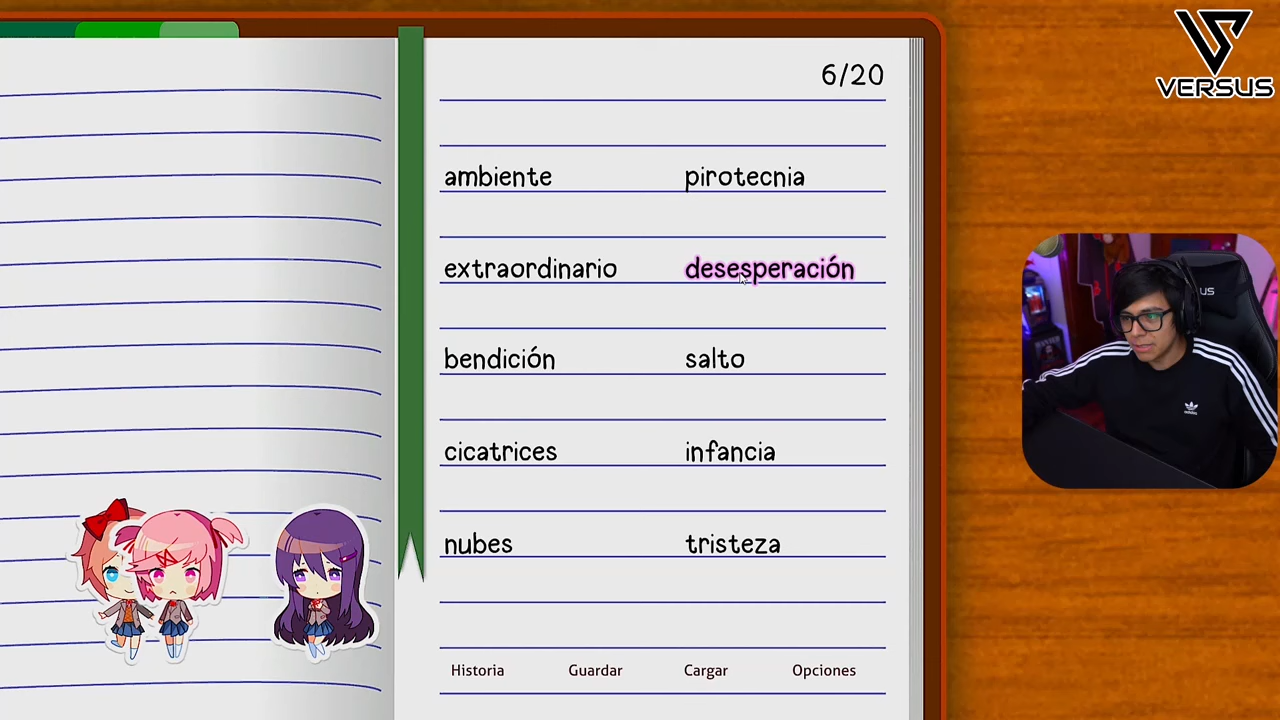 VERSUS
6/20
ambiente pirotecnia
extraordinario desesperación
bendición salto
cicatrices infancia
nubes tristeza
Historia Guardar Cargar Opciones